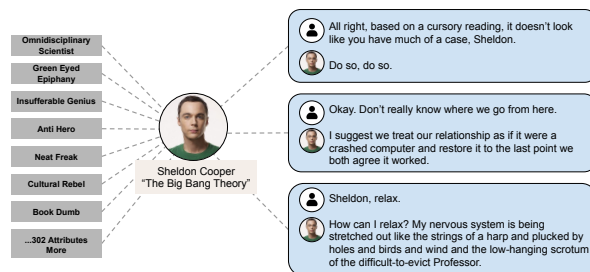 Omnidisciplinary
Scientist
Green Eyed
Epiphany
Insufferable Genius
Anti Hero
Neat Freak
Cultural Rebel
Book Dumb
...302 Attributes
More
Sheldon Cooper
“The Big Bang Theory”
All right, based on a cursory reading, it doesn't look
like you have much of a case, Sheldon.
Do so, do so.
Okay. Don't really know where we go from here.
I suggest we treat our relationship as if it were a
crashed computer and restore it to the last point we
both agree it worked.
Sheldon, relax.
How can I relax? My nervous system is being
stretched out like the strings of a harp and plucked by
holes and birds and wind and the low-hanging scrotum
of the difficult-to-evict Professor.